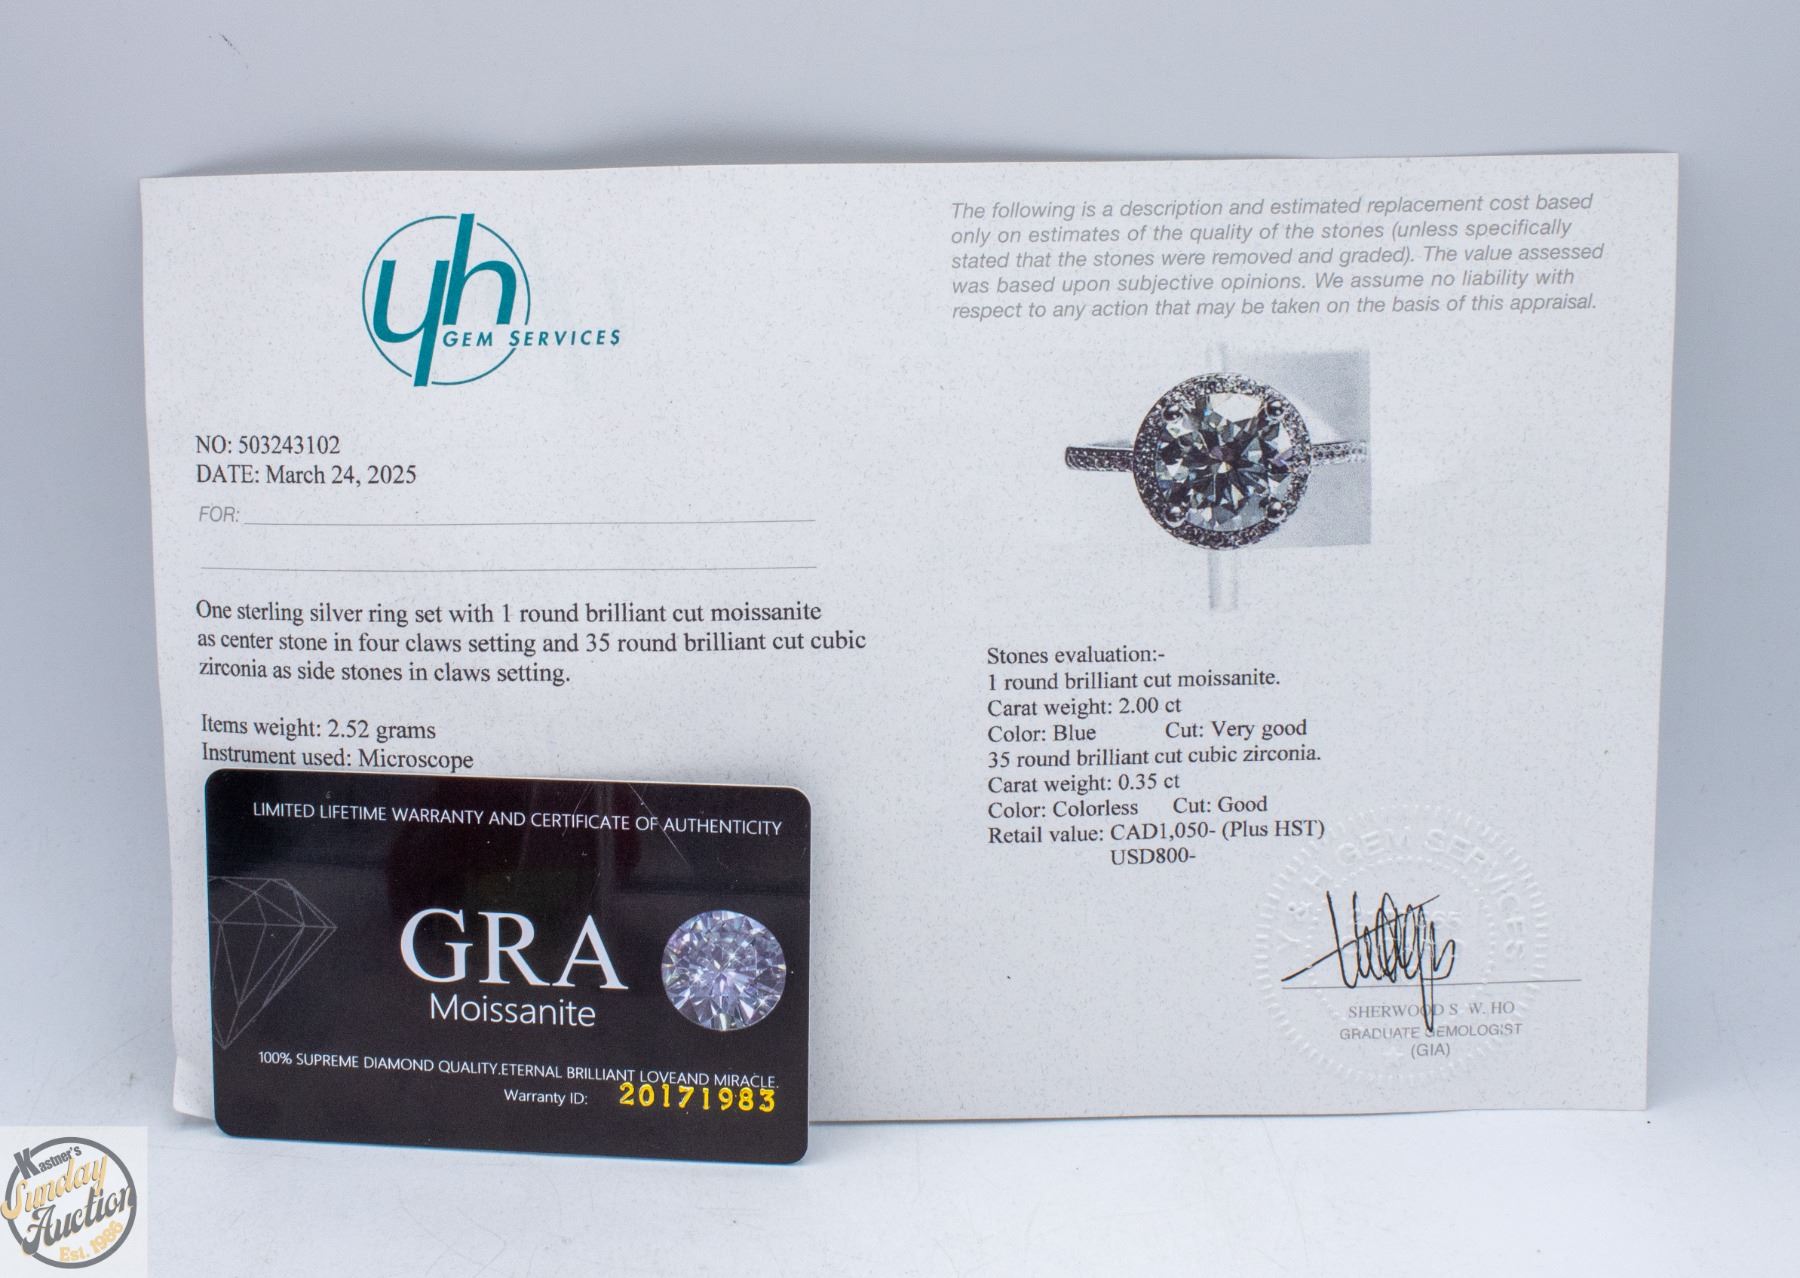 yh
GEM SERVICES
NO: 503243102
DATE: March 24, 2025
FOR:
One sterling silver ring set with 1 round brilliant cut moissanite
as center stone in four claws setting and 35 round brilliant cut cubic
zirconia as side stones in claws setting.
Items weight: 2.52 grams
Instrument used: Microscope
The following is a description and estimated replacement cost based
only on estimates of the quality of the stones (unless specifically
stated that the stones were removed and graded). The value assessed
was based upon subjective opinions. We assume no liability with
respect to any action that may be taken on the basis of this appraisal.
Stones evaluation:-
1 round brilliant cut moissanite.
Carat weight: 2.00 ct
Color: Blue Cut: Very good
35 round brilliant cut cubic zirconia.
Carat weight: 0.35 ct
Color: Colorless Cut: Good
Retail value: CAD1,050- (Plus HST)
USD800-
Y & H GEM SERVICES
SHERWOOD S. W. HO
GRADUATE GEMOLOGIST
(GIA)
LIMITED LIFETIME WARRANTY AND CERTIFICATE OF AUTHENTICITY
GRA
Moissanite
100% SUPREME DIAMOND QUALITY.ETERNAL BRILLIANT LOVEAND MIRACLE.
Warranty ID: 20171983
Kastner's
Sunday
Auction
Est. 1986